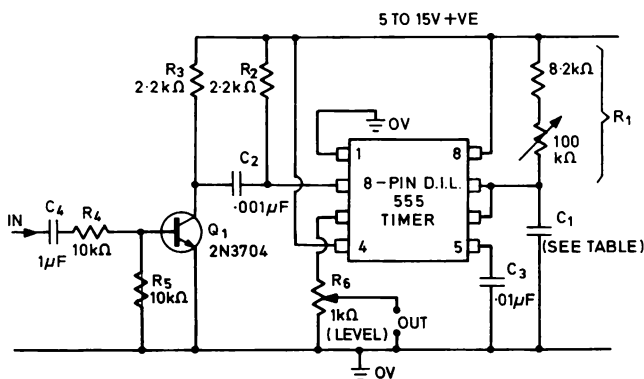 5 TO 15V +VE
R3
2·2kΩ
R2
2·2kΩ
8·2kΩ
R1
100
kΩ
0V
1
8
C2
·001µF
8-PIN D.I.L.
555
TIMER
4
5
IN
C4
1µF
R4
10kΩ
Q1
2N3704
R5
10kΩ
R6
1kΩ
(LEVEL)
OUT
C3
·01µF
C1
(SEE TABLE)
0V